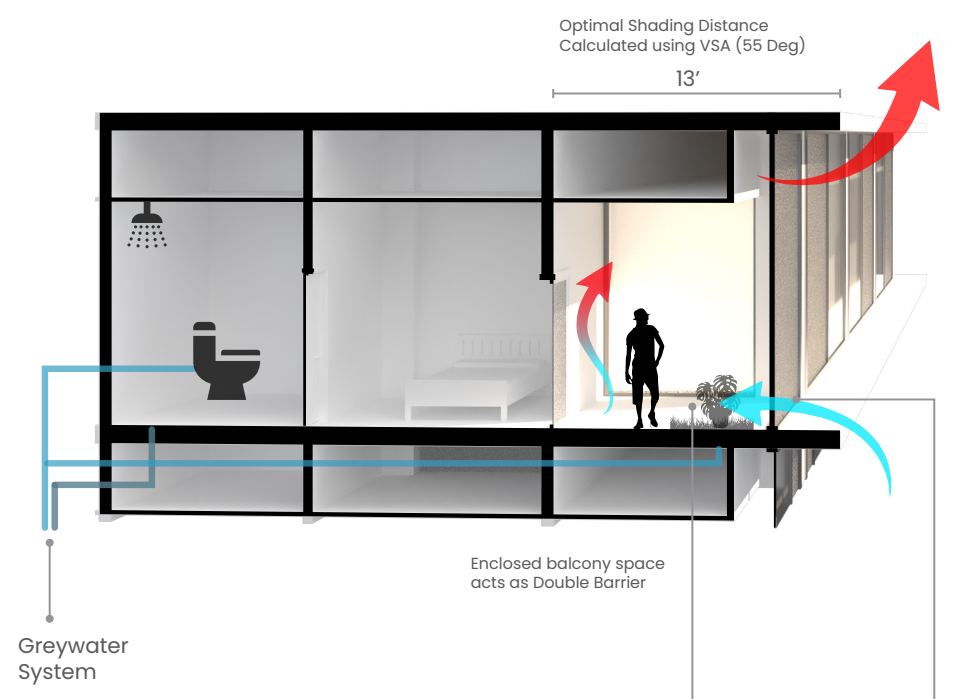 Optimal Shading Distance
Calculated using VSA (55 Deg)
13’
Enclosed balcony space
acts as Double Barrier
Greywater
System